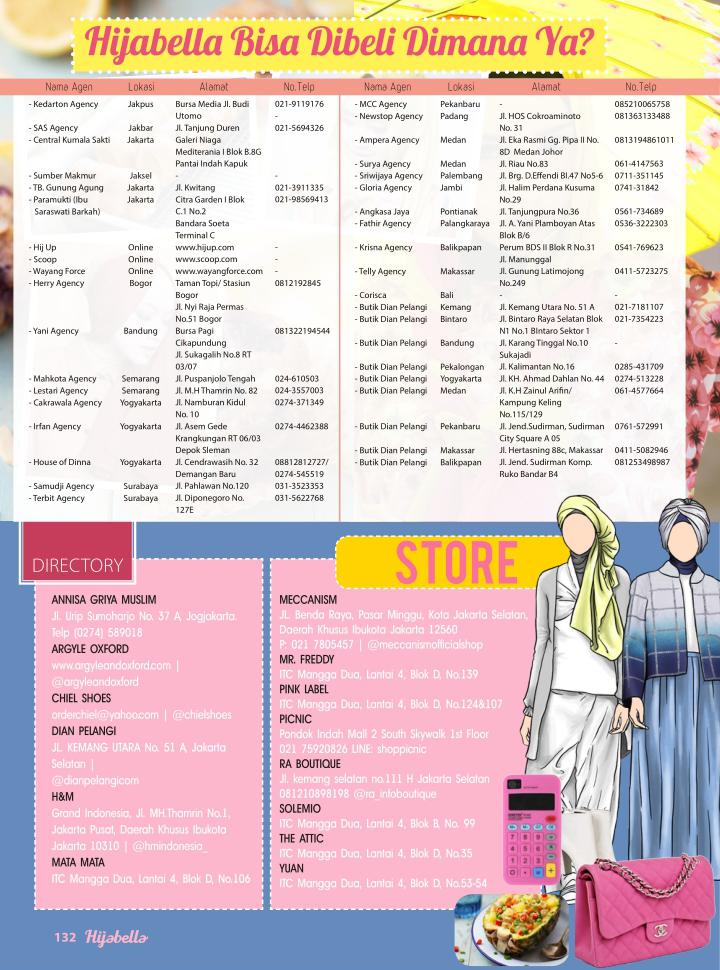 Hijabella Bisa Dibeli Dimana Ya?
Nama Agen Lokasi Alamat No.Telp
- Kedarton Agency Jakpus Bursa Media Jl. Budi 021-9119176
Utomo -
- SAS Agency Jakbar Jl. Tanjung Duren 021-5694326
- Central Kumala Sakti Jakarta Galeri Niaga
Mediterania I Blok B.8G
Pantai Indah Kapuk
- Sumber Makmur Jaksel - -
- TB. Gunung Agung Jakarta Jl. Kwitang 021-3911335
- Paramukti (Ibu Jakarta Citra Garden I Blok 021-98569413
Saraswati Barkah) C.1 No.2
Bandara Soeta
Terminal C
- Hij Up Online www.hijup.com -
- Scoop Online www.scoop.com -
- Wayang Force Online www.wayangforce.com -
- Herry Agency Bogor Taman Topi/ Stasiun 0812192845
Bogor
Jl. Nyi Raja Permas
No.51 Bogor
- Yani Agency Bandung Bursa Pagi 081322194544
Cikapundung
Jl. Sukagalih No.8 RT
03/07
- Mahkota Agency Semarang Jl. Puspanjolo Tengah 024-610503
- Lestari Agency Semarang Jl. M.H Thamrin No. 82 024-3557003
- Cakrawala Agency Yogyakarta Jl. Namburan Kidul 0274-371349
No. 10
- Irfan Agency Yogyakarta Jl. Asem Gede 0274-4462388
Krangkungan RT 06/03
Depok Sleman
- House of Dinna Yogyakarta Jl. Cendrawasih No. 32 08812812727/
Demangan Baru 0274-545519
- Samudji Agency Surabaya Jl. Pahlawan No.120 031-3523353
- Terbit Agency Surabaya Jl. Diponegoro No. 031-5622768
127E
Nama Agen Lokasi Alamat No.Telp
- MCC Agency Pekanbaru - 085210065758
- Newstop Agency Padang Jl. HOS Cokroaminoto 081363133488
No. 31
- Ampera Agency Medan Jl. Eka Rasmi Gg. Pipa II No. 0813194861011
8D Medan Johor
- Surya Agency Medan Jl. Riau No.83 061-4147563
- Sriwijaya Agency Palembang Jl. Brg. D.Effendi Bl.47 No5-6 0711-351145
- Gloria Agency Jambi Jl. Halim Perdana Kusuma 0741-31842
No.29
- Angkasa Jaya Pontianak Jl. Tanjungpura No.36 0561-734689
- Fathir Agency Palangkaraya Jl. A. Yani Plamboyan Atas 0536-3222303
Blok B/6
- Krisna Agency Balikpapan Perum BDS II Blok R No.31 0541-769623
Jl. Manunggal
- Telly Agency Makassar Jl. Gunung Latimojong 0411-5723275
No.249
- Corisca Bali - -
- Butik Dian Pelangi Kemang Jl. Kemang Utara No. 51 A 021-7181107
- Butik Dian Pelangi Bintaro Jl. Bintaro Raya Selatan Blok 021-7354223
N1 No.1 BIntaro Sektor 1
- Butik Dian Pelangi Bandung Jl. Karang Tinggal No.10 -
Sukajadi
- Butik Dian Pelangi Pekalongan Jl. Kalimantan No.16 0285-431709
- Butik Dian Pelangi Yogyakarta Jl. KH. Ahmad Dahlan No. 44 0274-513228
- Butik Dian Pelangi Medan Jl. K.H Zainul Arifin/ 061-4577664
Kampung Keling
No.115/129
- Butik Dian Pelangi Pekanbaru Jl. Jend.Sudirman, Sudirman 0761-572991
City Square A 05
- Butik Dian Pelangi Makassar Jl. Hertasning 88c, Makassar 0411-5082946
- Butik Dian Pelangi Balikpapan Jl. Jend. Sudirman Komp. 081253498987
Ruko Bandar B4
DIRECTORY
STORE
ANNISA GRIYA MUSLIM
Jl. Urip Sumoharjo No. 37 A, Jogjakarta.
Telp (0274) 589018
ARGYLE OXFORD
www.argyleandoxford.com |
@argyleandoxford
CHIEL SHOES
orderchiel@yahoo.com | @chielshoes
DIAN PELANGI
JL. KEMANG UTARA No. 51 A, Jakarta
Selatan |
@dianpelangicom
H&M
Grand Indonesia, Jl. MH.Thamrin No.1,
Jakarta Pusat, Daerah Khusus Ibukota
Jakarta 10310 | @hmindonesia_
MATA MATA
ITC Mangga Dua, Lantai 4, Blok D, No.106
MECCANISM
JL. Benda Raya, Pasar Minggu, Kota Jakarta Selatan,
Daerah Khusus Ibukota Jakarta 12560
P: 021 7805457 | @meccanismofficialshop
MR. FREDDY
ITC Mangga Dua, Lantai 4, Blok D, No.139
PINK LABEL
ITC Mangga Dua, Lantai 4, Blok D, No.124&107
PICNIC
Pondok Indah Mall 2 South Skywalk 1st Floor
021 75920826 LINE: shoppicnic
RA BOUTIQUE
Jl. kemang selatan no.111 H Jakarta Selatan
081210898198 @ra_infoboutique
SOLEMIO
ITC Mangga Dua, Lantai 4, Blok B, No. 99
THE ATTIC
ITC Mangga Dua, Lantai 4, Blok D, No.35
YUAN
ITC Mangga Dua, Lantai 4, Blok D, No.53-54
132 Hijabella